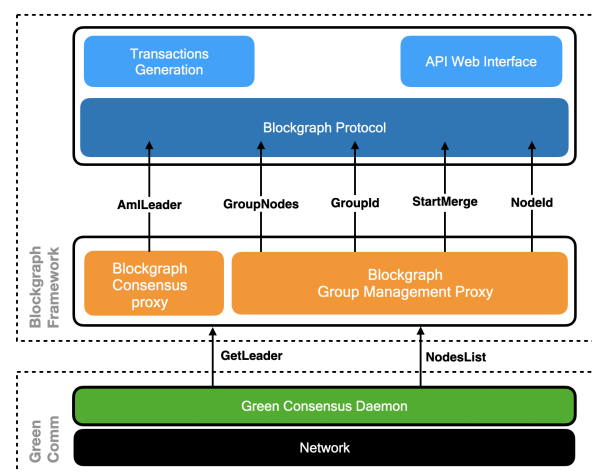 Transactions
Generation
API Web Interface
Blockgraph Protocol
AmILeader
GroupNodes
GroupId
StartMerge
NodeId
Blockgraph
Consensus
proxy
Blockgraph
Group Management Proxy
Blockgraph
Framework
GetLeader
NodesList
Green Consensus Daemon
Network
Green
Comm